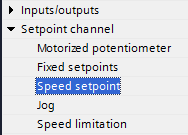 Inputs/outputs
Setpoint channel
Motorized potentiometer
Fixed setpoints
Speed setpoint
Jog
Speed limitation